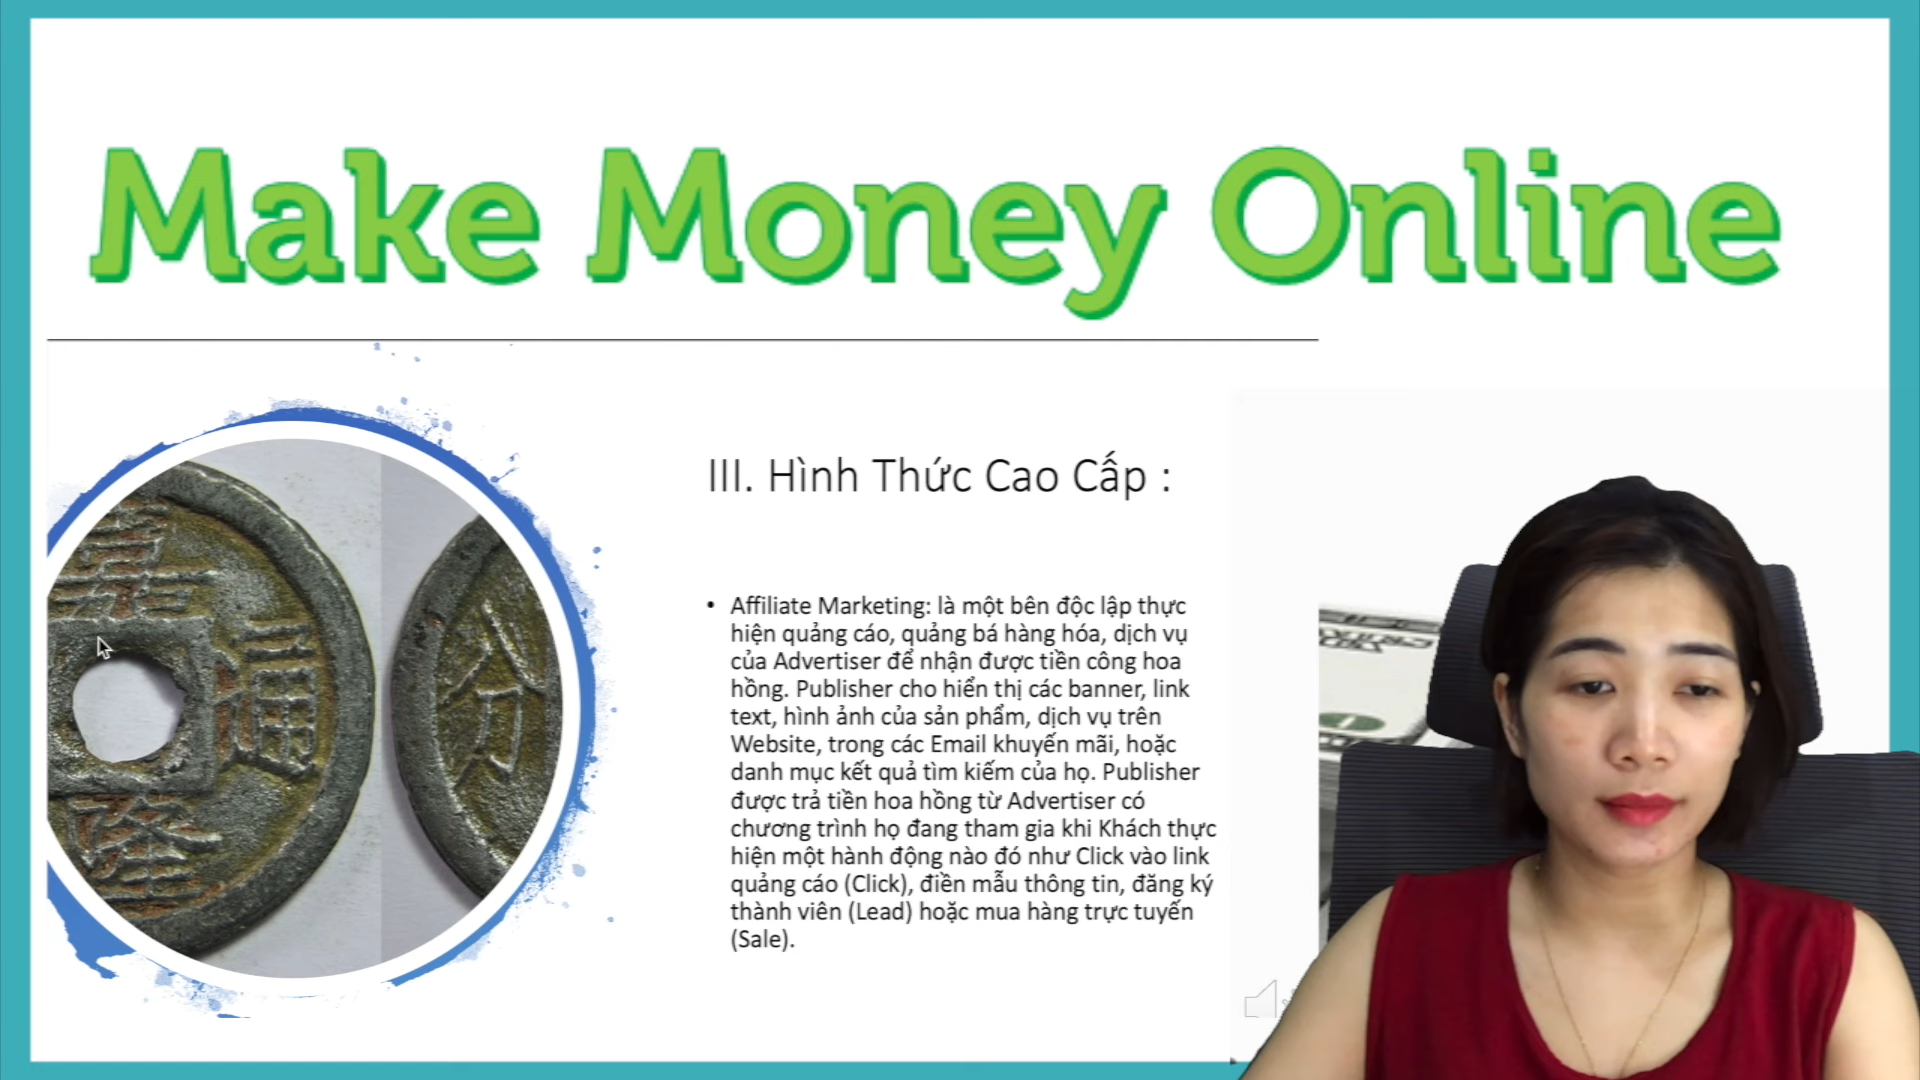 Make Money Online
III. Hình Thức Cao Cấp :
• Affiliate Marketing: là một bên độc lập thực
hiện quảng cáo, quảng bá hàng hóa, dịch vụ
của Advertiser để nhận được tiền công hoa
hồng. Publisher cho hiển thị các banner, link
text, hình ảnh của sản phẩm, dịch vụ trên
Website, trong các Email khuyến mãi, hoặc
danh mục kết quả tìm kiếm của họ. Publisher
được trả tiền hoa hồng từ Advertiser có
chương trình họ đang tham gia khi Khách thực
hiện một hành động nào đó như Click vào link
quảng cáo (Click), điền mẫu thông tin, đăng ký
thành viên (Lead) hoặc mua hàng trực tuyến
(Sale).
嘉
通
隆
分